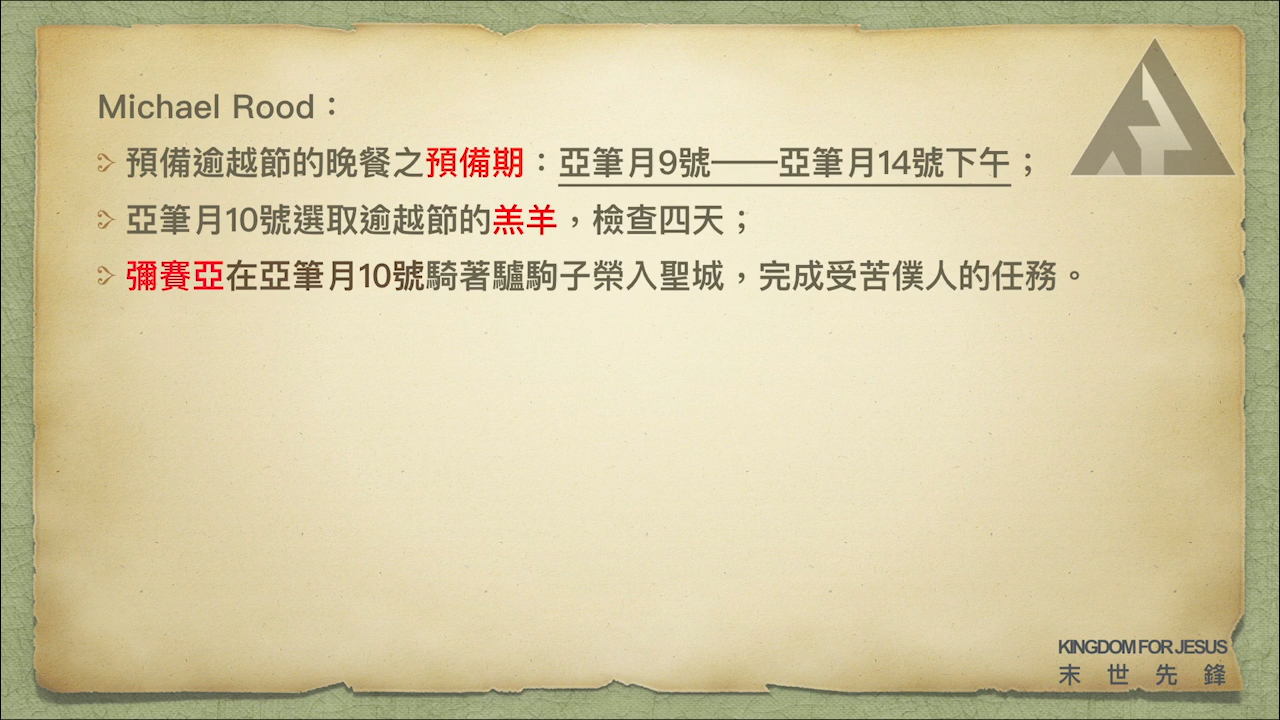 Michael Rood：
預備逾越節的晚餐之預備期：亞筆月9號——亞筆月14號下午；
亞筆月10號選取逾越節的羔羊，檢查四天；
彌賽亞在亞筆月10號騎著驢駒子榮入聖城，完成受苦僕人的任務。
KINGDOM FOR JESUS
末世先鋒